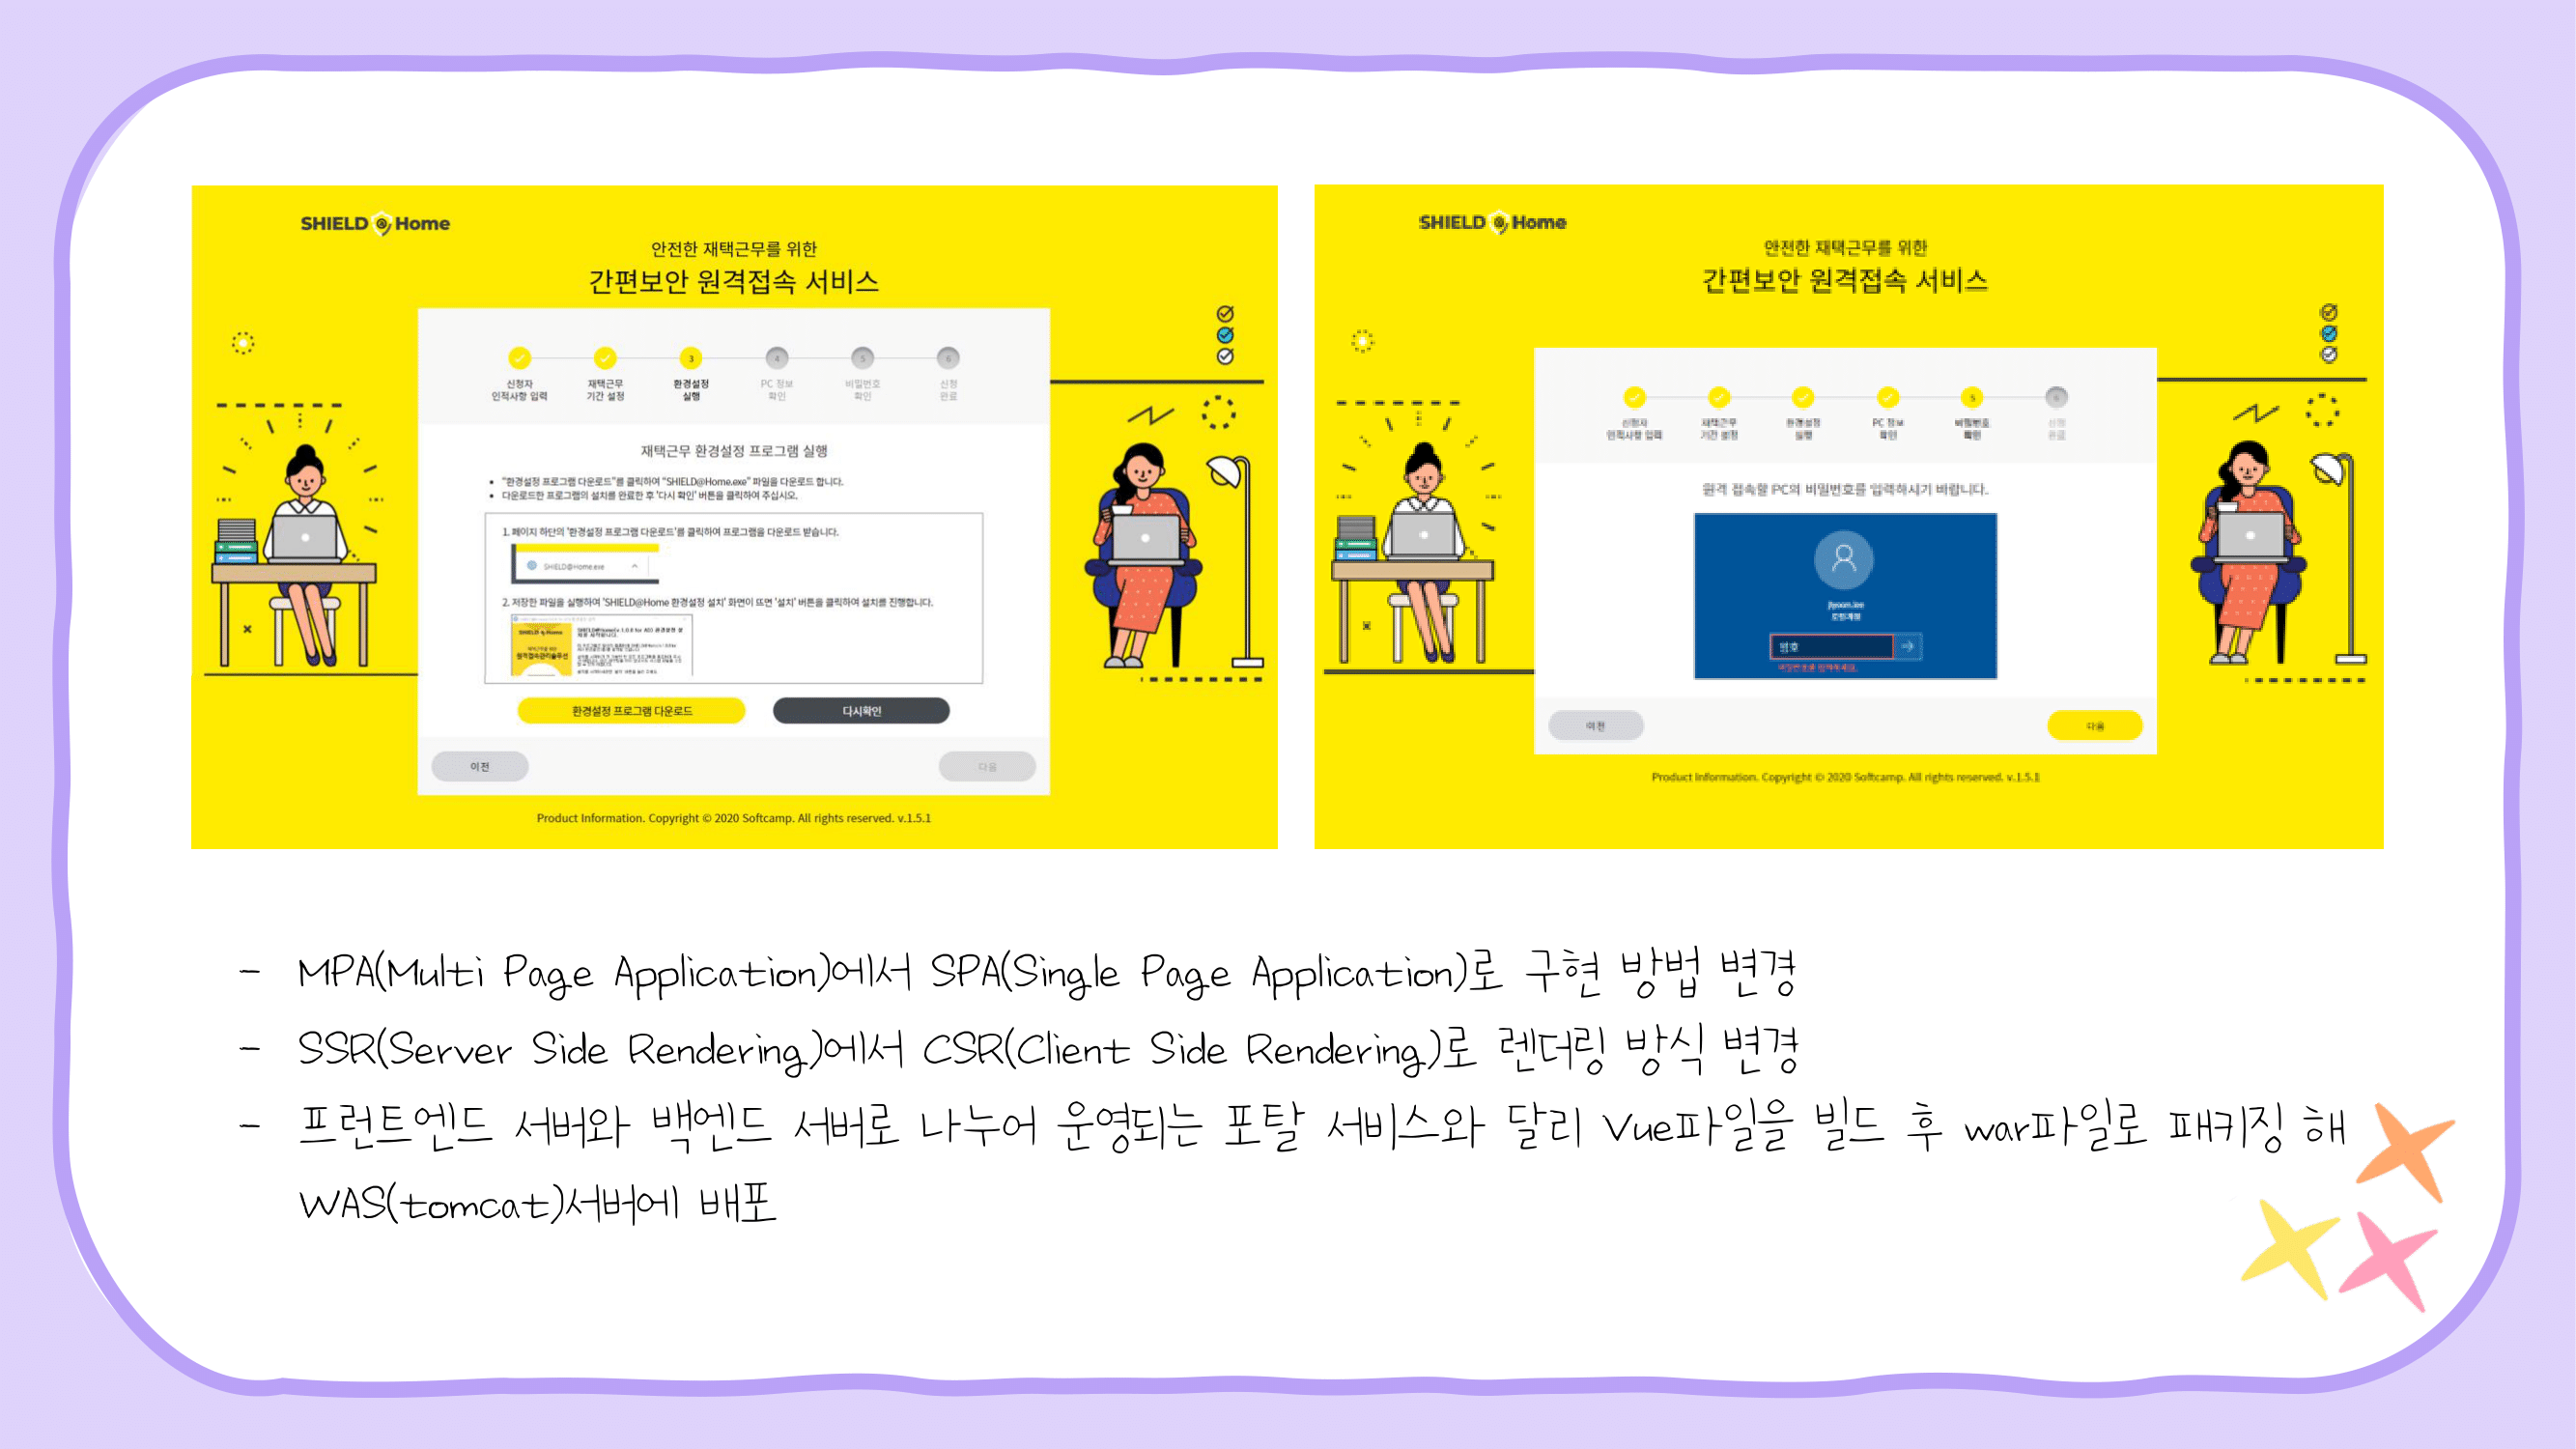 SHIELD @ Home
안전한 재택근무를 위한
간편보안 원격접속 서비스
3 4 5 6
신청자 재택근무 환경설정 PC 정보 비밀번호 신청
인적사항 입력 기간 설정 실행 확인 확인 완료
재택근무 환경설정 프로그램 실행
• "환경설정 프로그램 다운로드"를 클릭하여 "SHIELD@Home.exe" 파일을 다운로드 합니다.
• 다운로드한 프로그램의 설치를 완료한 후 '다시 확인' 버튼을 클릭하여 주십시오.
1. 페이지 하단의 '환경설정 프로그램 다운로드'를 클릭하여 프로그램을 다운로드 받습니다.
SHIELD@Home.exe
2. 저장한 파일을 실행하여 'SHIELD@Home 환경설정 설치' 화면이 뜨면 '설치' 버튼을 클릭하여 설치를 진행합니다.
SHIELD @ Home
원격접속관리솔루션
환경설정 프로그램 다운로드 다시확인
이전 다음
Product Information. Copyright © 2020 Softcamp. All rights reserved. v.1.5.1
SHIELD @ Home
안전한 재택근무를 위한
간편보안 원격접속 서비스
5 6
신청자 재택근무 환경설정 PC 정보 비밀번호 신청
인적사항 입력 기간 설정 실행 확인 확인 완료
원격 접속할 PC의 비밀번호를 입력하시기 바랍니다.
로컬계정
암호
비밀번호를 입력하세요.
이전 다음
Product Information. Copyright © 2020 Softcamp. All rights reserved. v.1.5.1
- MPA(Multi Page Application)에서 SPA(Single Page Application)로 구현 방법 변경
- SSR(Server Side Rendering)에서 CSR(Client Side Rendering)로 렌더링 방식 변경
- 프런트엔드 서버와 백엔드 서버로 나누어 운영되는 포탈 서비스와 달리 Vue파일을 빌드 후 war파일로 패키징 해
WAS(tomcat)서버에 배포